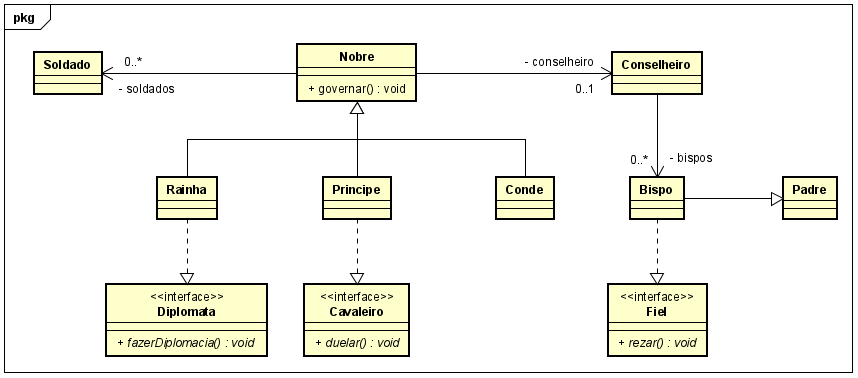 pkg
Soldado
0..*
- soldados
Nobre
+ governar() : void
- conselheiro
0..1
Conselheiro
0..*
- bispos
Rainha
Principe
Conde
Bispo
Padre
<<interface>>
Diplomata
+ fazerDiplomacia() : void
<<interface>>
Cavaleiro
+ duelar() : void
<<interface>>
Fiel
+ rezar() : void